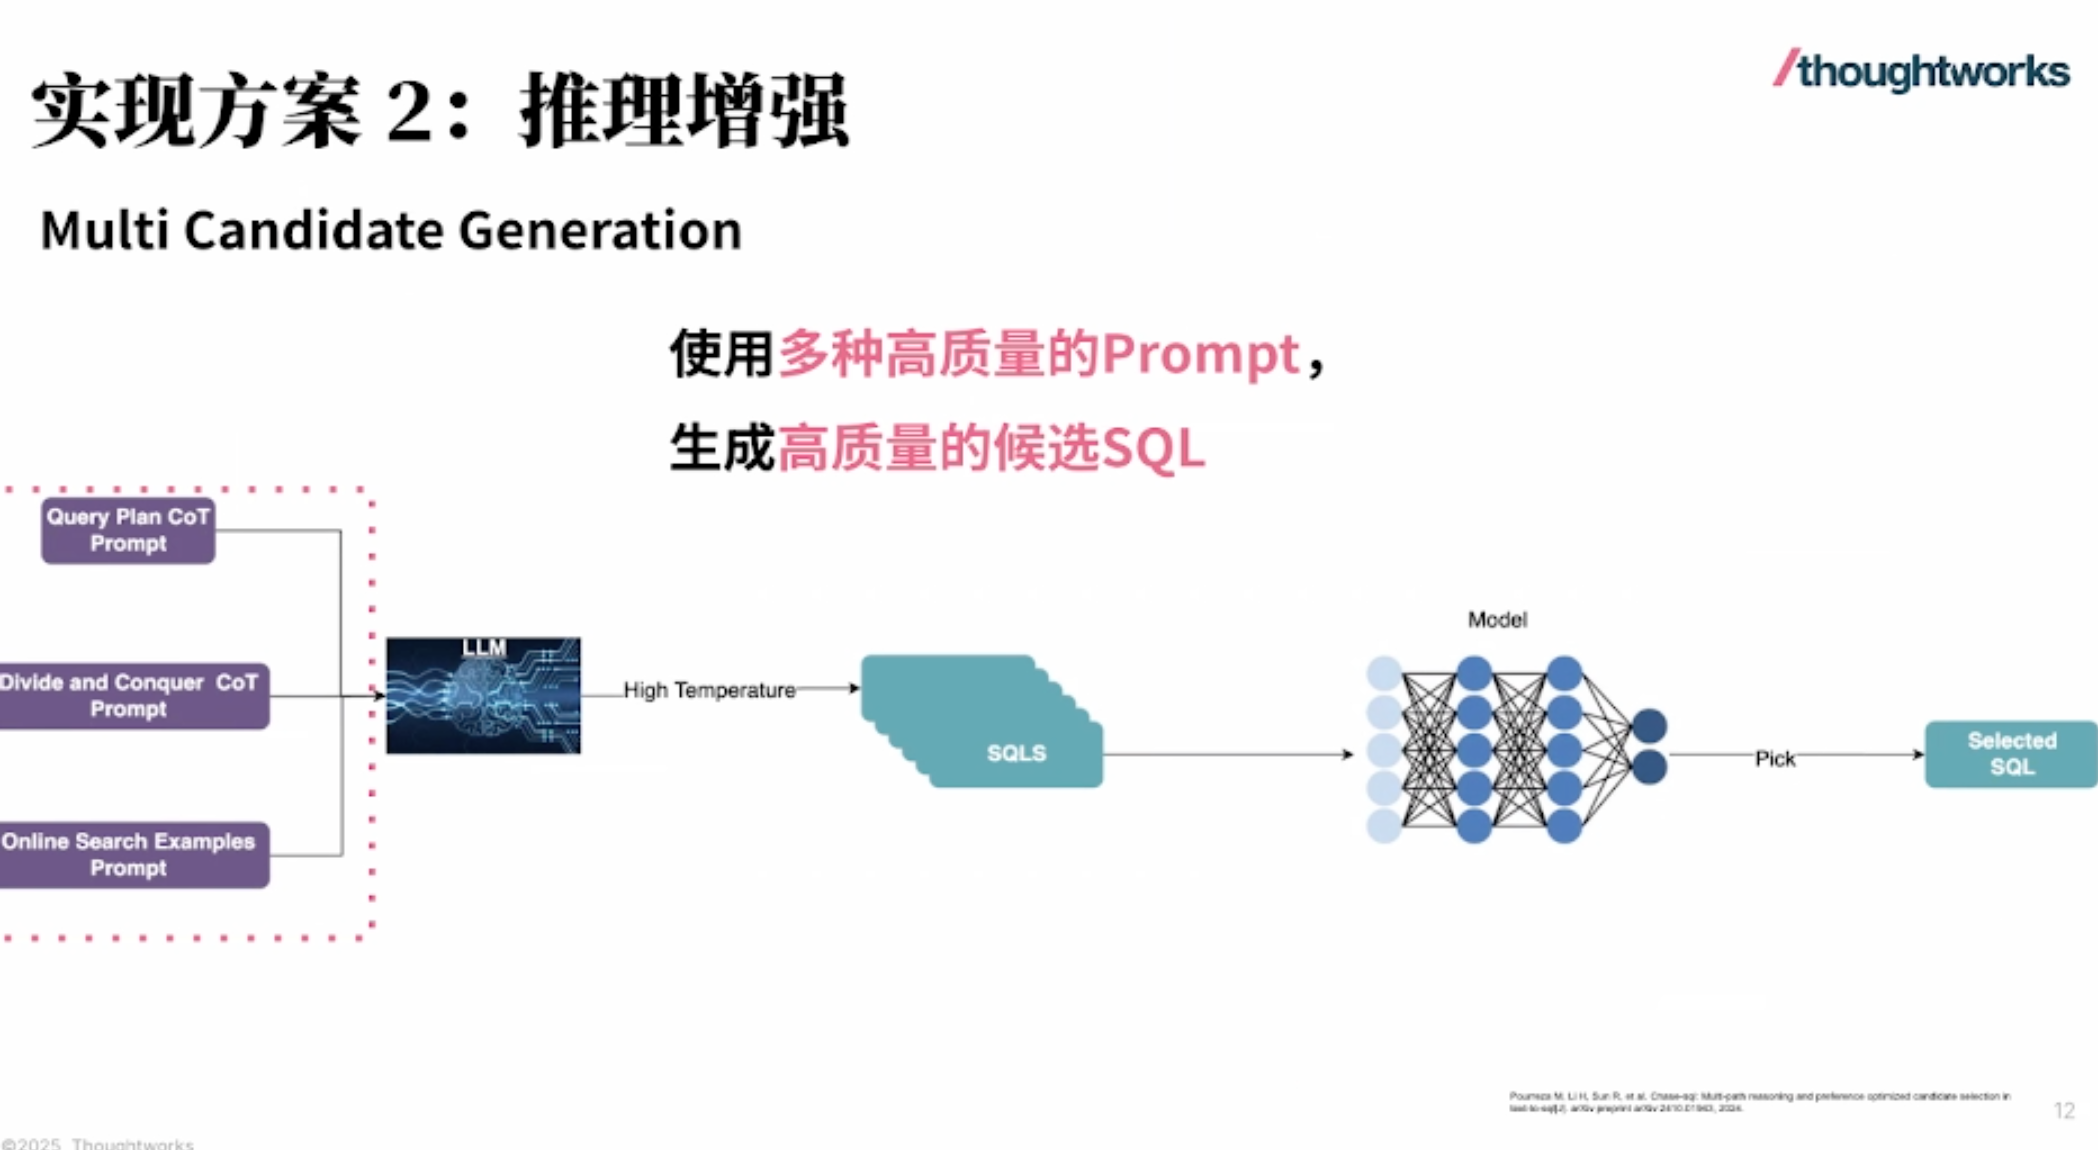 实现方案 2：推理增强
/thoughtworks
Multi Candidate Generation
使用多种高质量的Prompt，
生成高质量的候选SQL
Query Plan CoT
Prompt
Divide and Conquer CoT
Prompt
Online Search Examples
Prompt
LLM
High Temperature
SQLS
Model
Pick
Selected
SQL
Pourreza M, Li H, Sun R, et al. Chase-sql: Multi-path reasoning and preference optimized candidate selection in
text-to-sql[J]. arXiv preprint arXiv:2410.01943, 2024.
12
©2025 Thoughtworks